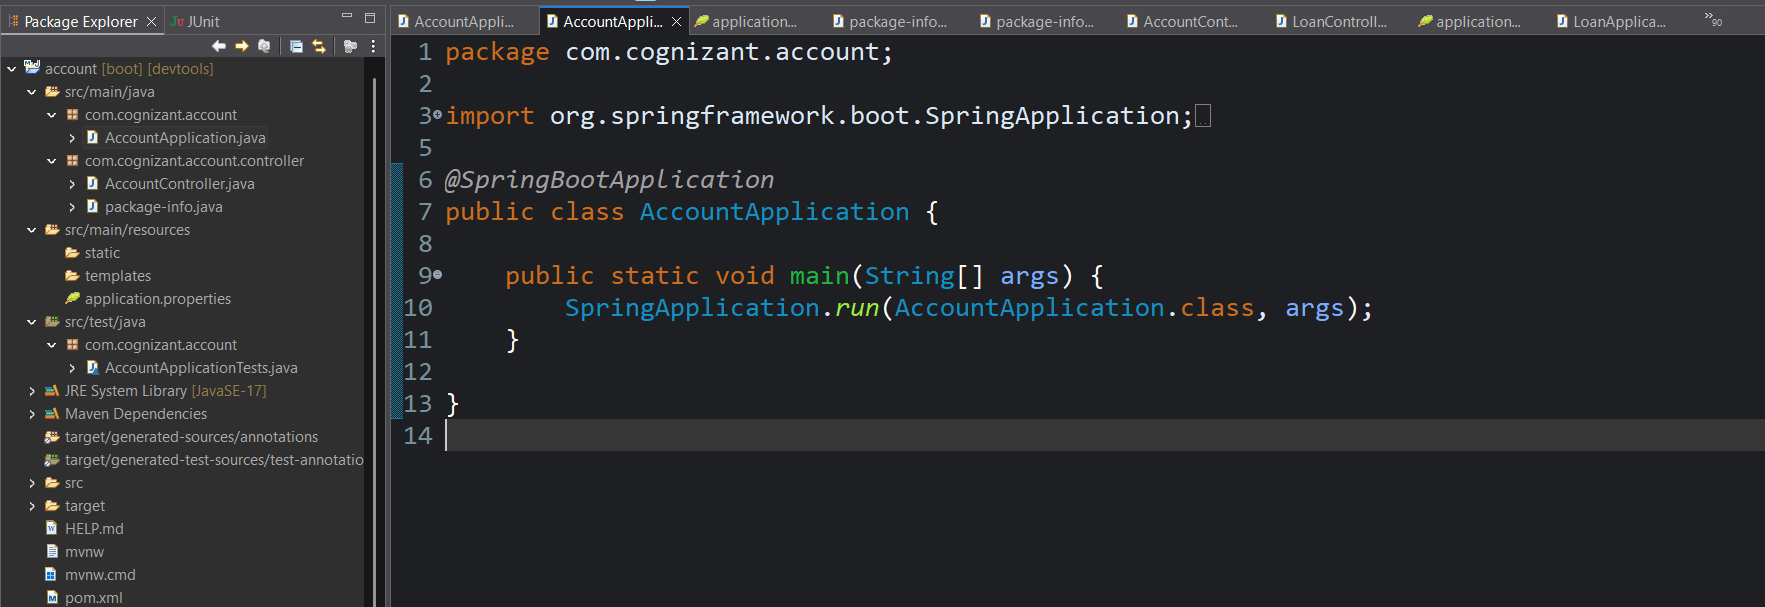 Package Explorer
JUnit
account [boot] [devtools]
src/main/java
com.cognizant.account
AccountApplication.java
com.cognizant.account.controller
AccountController.java
package-info.java
src/main/resources
static
templates
application.properties
src/test/java
com.cognizant.account
AccountApplicationTests.java
JRE System Library [JavaSE-17]
Maven Dependencies
target/generated-sources/annotations
target/generated-test-sources/test-annotatio
src
target
HELP.md
mvnw
mvnw.cmd
pom.xml
AccountAppli...
AccountAppli...
application...
package-info...
package-info...
AccountCont...
LoanControll...
application...
LoanApplica...
90
1 package com.cognizant.account;
2
3 import org.springframework.boot.SpringApplication;
5
6 @SpringBootApplication
7 public class AccountApplication {
8
9 public static void main(String[] args) {
10 SpringApplication.run(AccountApplication.class, args);
11 }
12
13 }
14